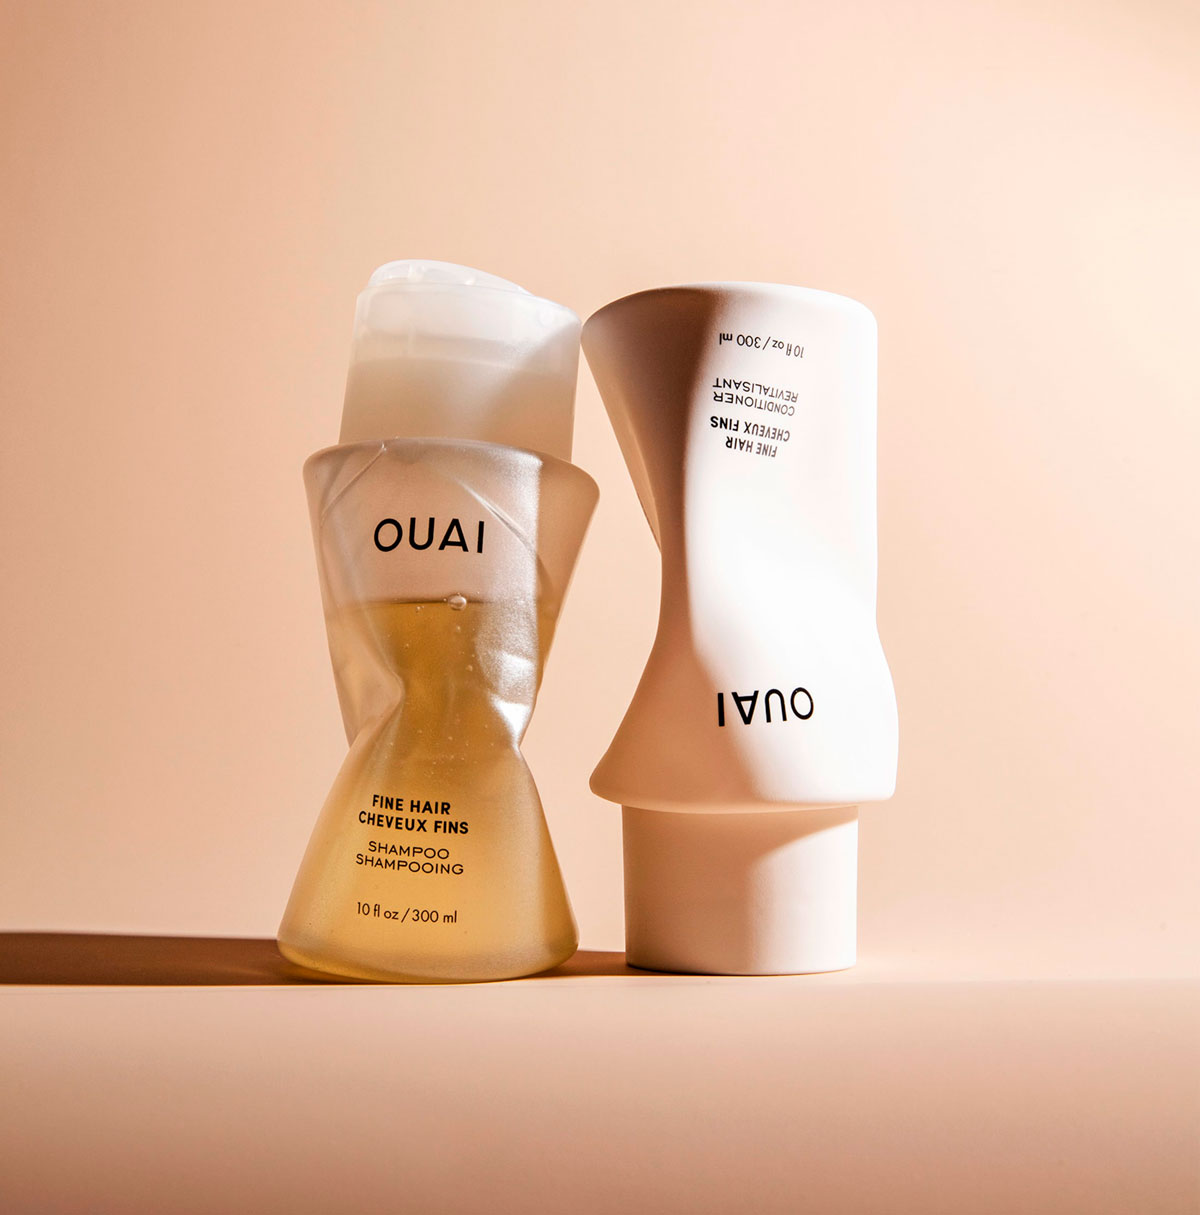 OUAI
FINE HAIR
CHEVEUX FINS
SHAMPOO
SHAMPOOING
10 fl oz / 300 ml
OUAI
FINE HAIR
CHEVEUX FINS
CONDITIONER
REVITALISANT
10 fl oz / 300 ml